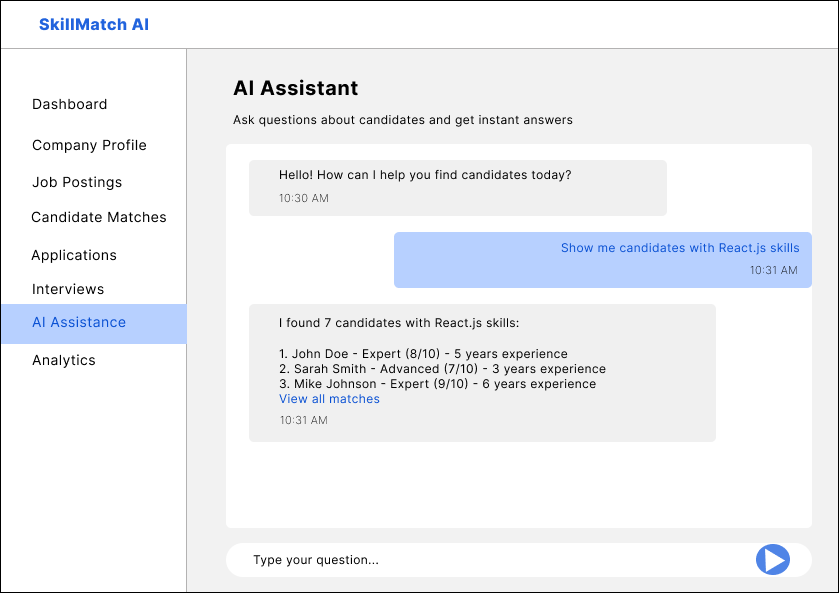 SkillMatch AI
Dashboard
Company Profile
Job Postings
Candidate Matches
Applications
Interviews
AI Assistance
Analytics
AI Assistant
Ask questions about candidates and get instant answers
Hello! How can I help you find candidates today?
10:30 AM
Show me candidates with React.js skills
10:31 AM
I found 7 candidates with React.js skills:
1. John Doe - Expert (8/10) - 5 years experience
2. Sarah Smith - Advanced (7/10) - 3 years experience
3. Mike Johnson - Expert (9/10) - 6 years experience
View all matches
10:31 AM
Type your question...